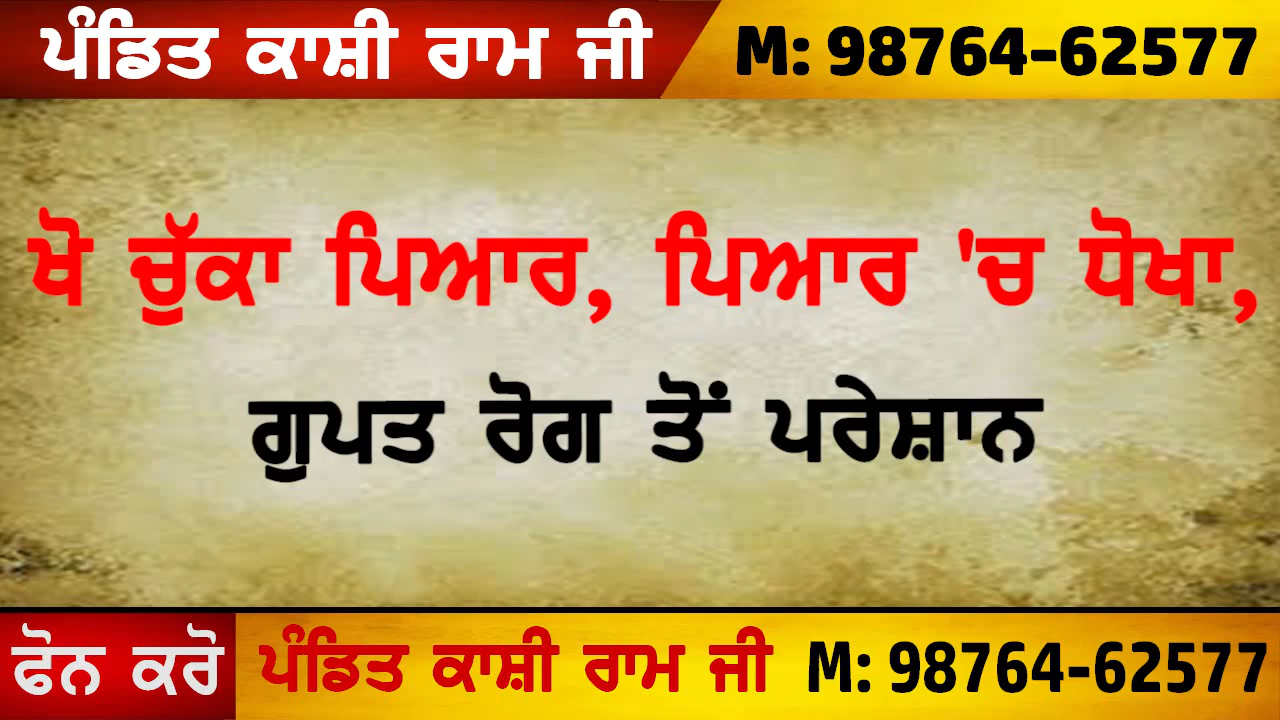 ਪੰਡਿਤ ਕਾਸ਼ੀ ਰਾਮ ਜੀ M: 98764-62577
ਖੋ ਚੁੱਕਾ ਪਿਆਰ, ਪਿਆਰ 'ਚ ਧੋਖਾ,
ਗੁਪਤ ਰੋਗ ਤੋਂ ਪਰੇਸ਼ਾਨ
ਫੋਨ ਕਰੋ ਪੰਡਿਤ ਕਾਸ਼ੀ ਰਾਮ ਜੀ M: 98764-62577